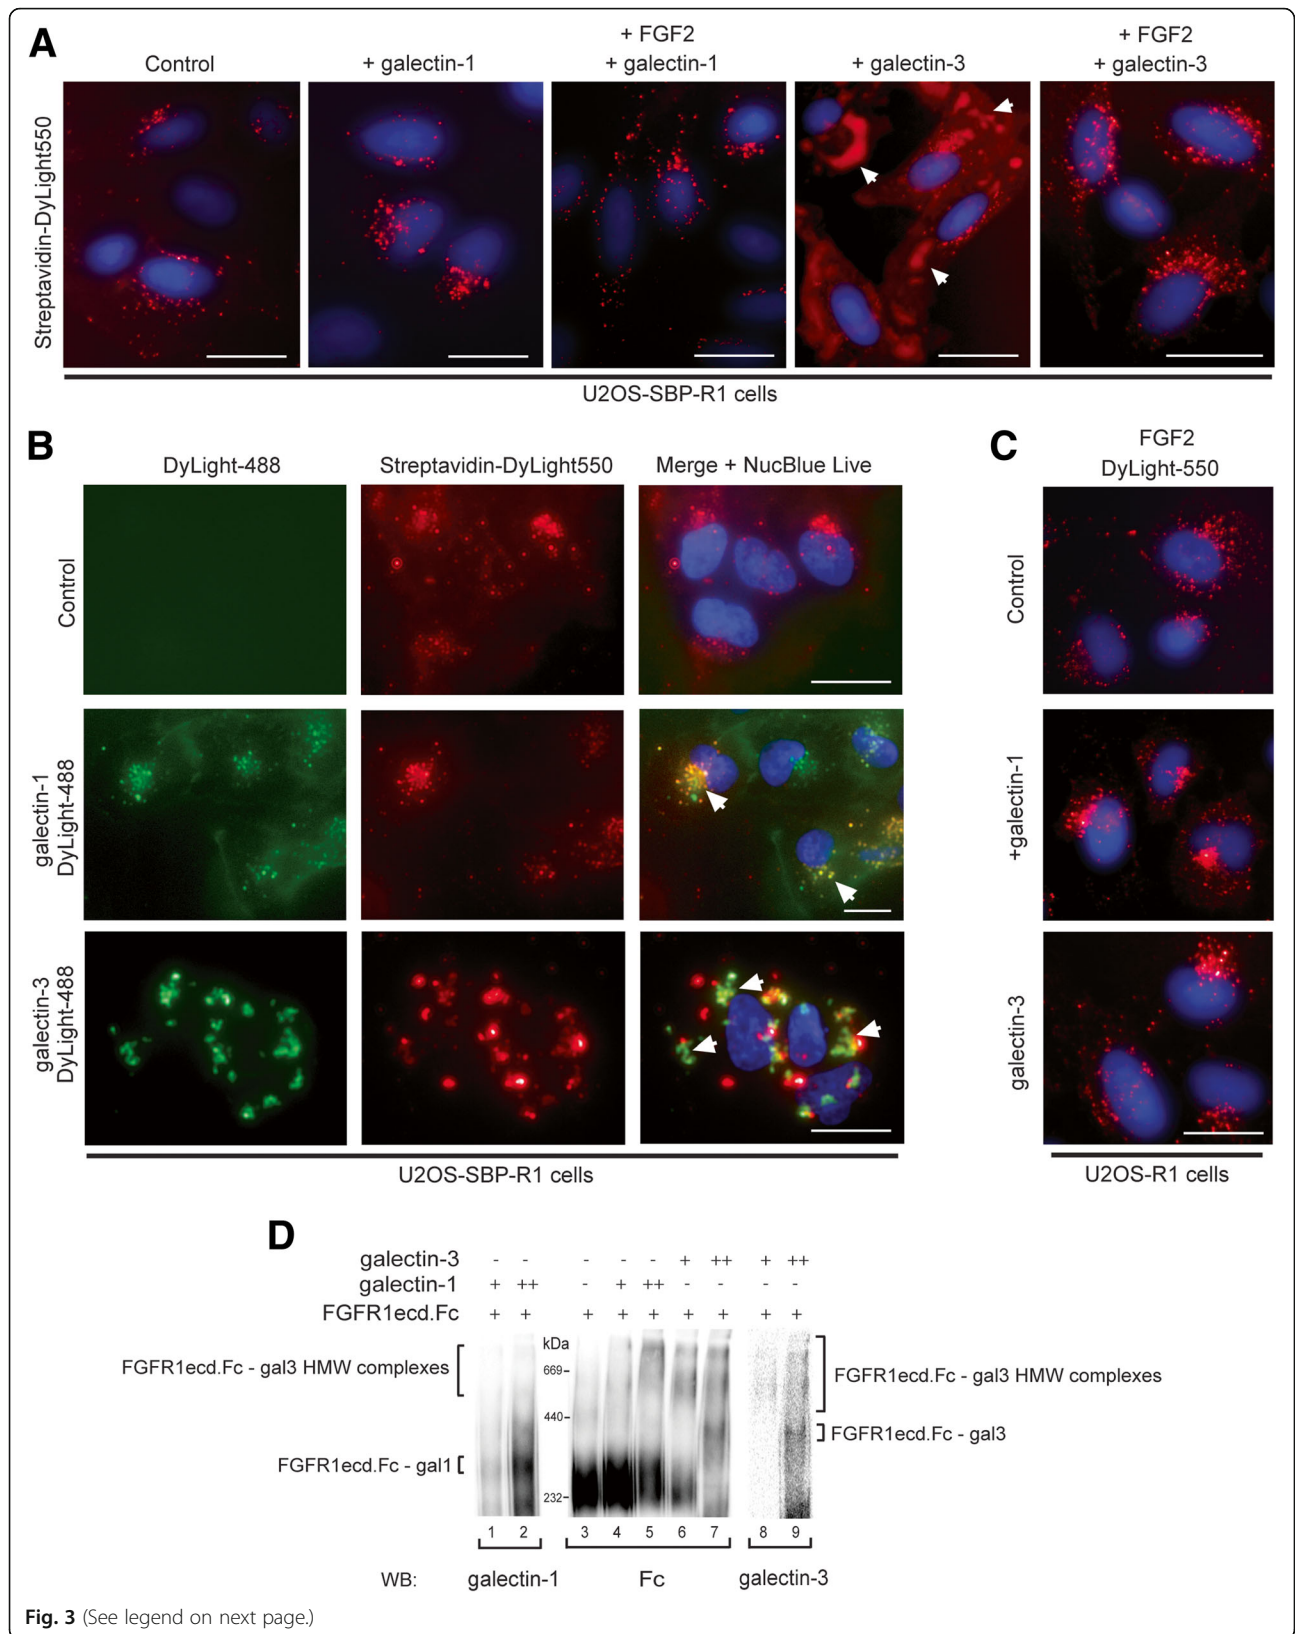 A
Control
+ galectin-1
+ FGF2
+ galectin-1
+ galectin-3
+ FGF2
+ galectin-3
Streptavidin-DyLight550
U2OS-SBP-R1 cells
B
DyLight-488
Streptavidin-DyLight550
Merge + NucBlue Live
Control
galectin-1
DyLight-488
galectin-3
DyLight-488
U2OS-SBP-R1 cells
C
FGF2
DyLight-550
Control
+galectin-1
galectin-3
U2OS-R1 cells
D
galectin-3 - - - - - + ++ + ++
galectin-1 + ++ - + ++ - - - -
FGFR1ecd.Fc + + + + + + + + +
kDa
669-
440-
232-
FGFR1ecd.Fc - gal3 HMW complexes
FGFR1ecd.Fc - gal1
FGFR1ecd.Fc - gal3 HMW complexes
FGFR1ecd.Fc - gal3
1 2 3 4 5 6 7 8 9
WB: galectin-1 Fc galectin-3
Fig. 3 (See legend on next page.)